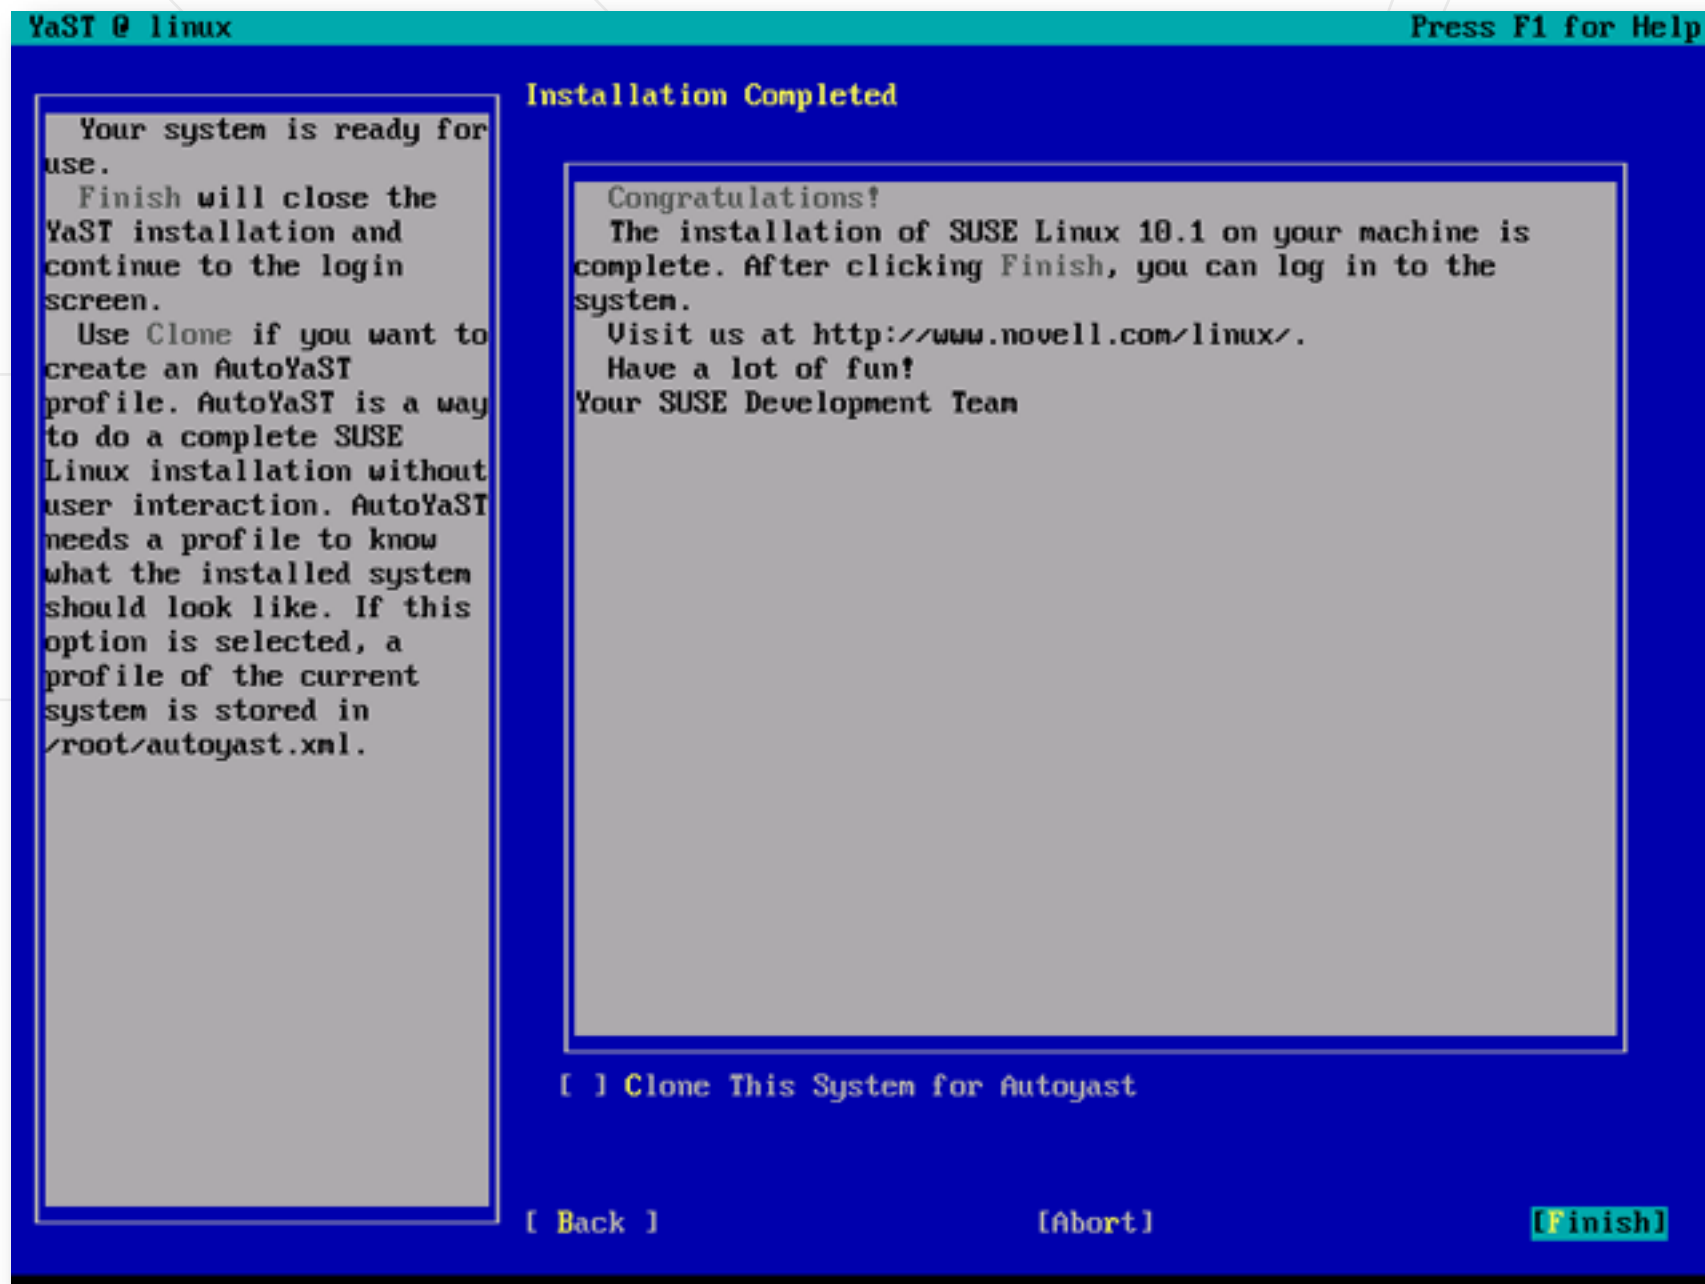 YaST @ linux Press F1 for Help
Your system is ready for
use.
Finish will close the
YaST installation and
continue to the login
screen.
Use Clone if you want to
create an AutoYaST
profile. AutoYaST is a way
to do a complete SUSE
Linux installation without
user interaction. AutoYaST
needs a profile to know
what the installed system
should look like. If this
option is selected, a
profile of the current
system is stored in
/root/autoyast.xml.
Installation Completed
Congratulations!
The installation of SUSE Linux 10.1 on your machine is
complete. After clicking Finish, you can log in to the
system.
Visit us at http://www.novell.com/linux/.
Have a lot of fun!
Your SUSE Development Team
[ ] Clone This System for Autoyast
[ Back ] [Abort] [Finish]